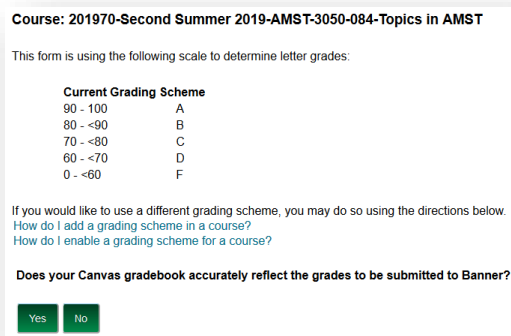 Course: 201970-Second Summer 2019-AMST-3050-084-Topics in AMST
This form is using the following scale to determine letter grades:
Current Grading Scheme
90 - 100 A
80 - <90 B
70 - <80 C
60 - <70 D
0 - <60 F
If you would like to use a different grading scheme, you may do so using the directions below.
How do I add a grading scheme in a course?
How do I enable a grading scheme for a course?
Does your Canvas gradebook accurately reflect the grades to be submitted to Banner?
Yes No